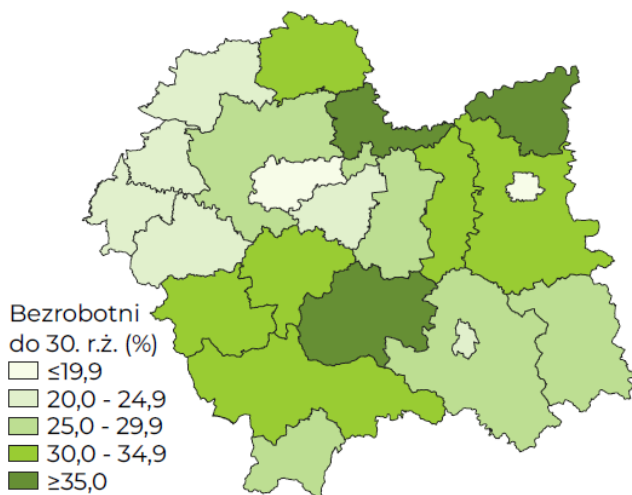 Bezrobotni
do 30. r.ż. (%)
≤19,9
20,0 - 24,9
25,0 - 29,9
30,0 - 34,9
≥35,0